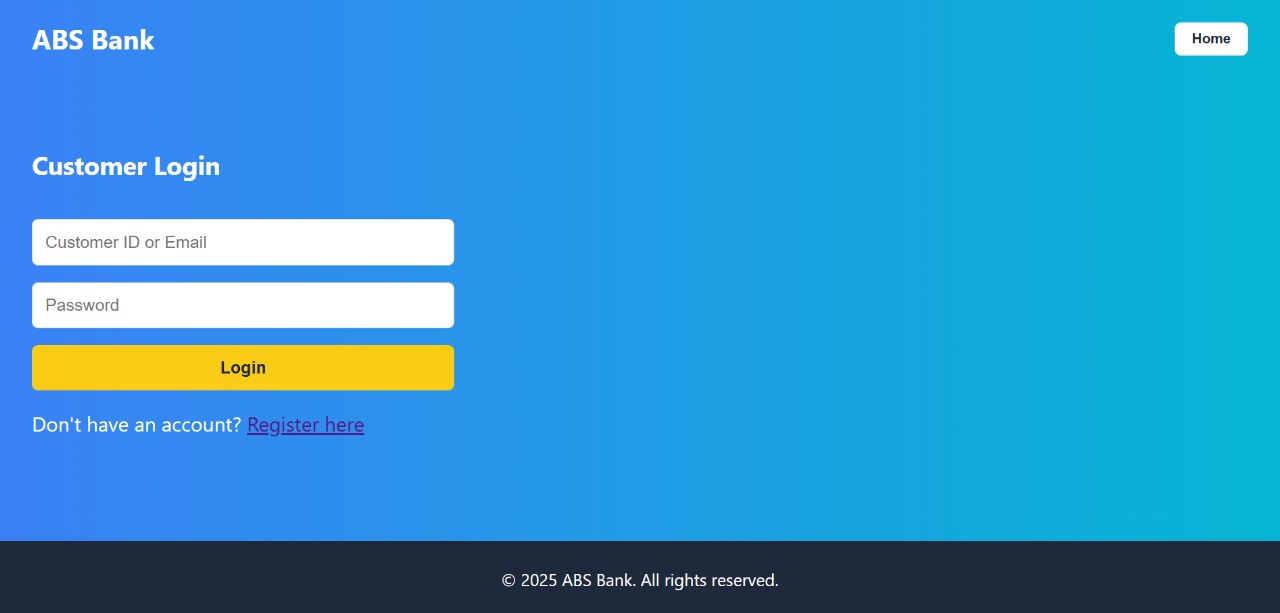 ABS Bank
Home
Customer Login
Customer ID or Email
Password
Login
Don't have an account? Register here
© 2025 ABS Bank. All rights reserved.